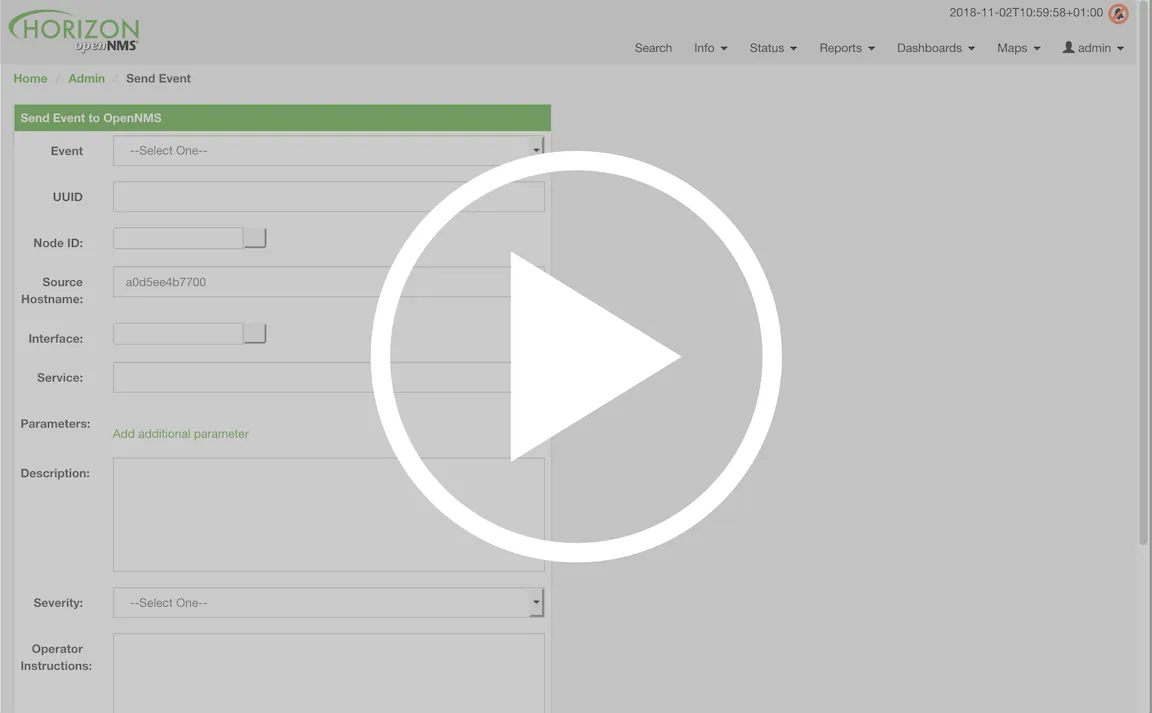 HORIZON
openNMS
2018-11-02T10:59:58+01:00
Search Info Status Reports Dashboards Maps admin
Home / Admin / Send Event
Send Event to OpenNMS
Event --Select One--
UUID
Node ID:
Source
Hostname: a0d5ee4b7700
Interface:
Service:
Parameters:
Add additional parameter
Description:
Severity: --Select One--
Operator
Instructions: